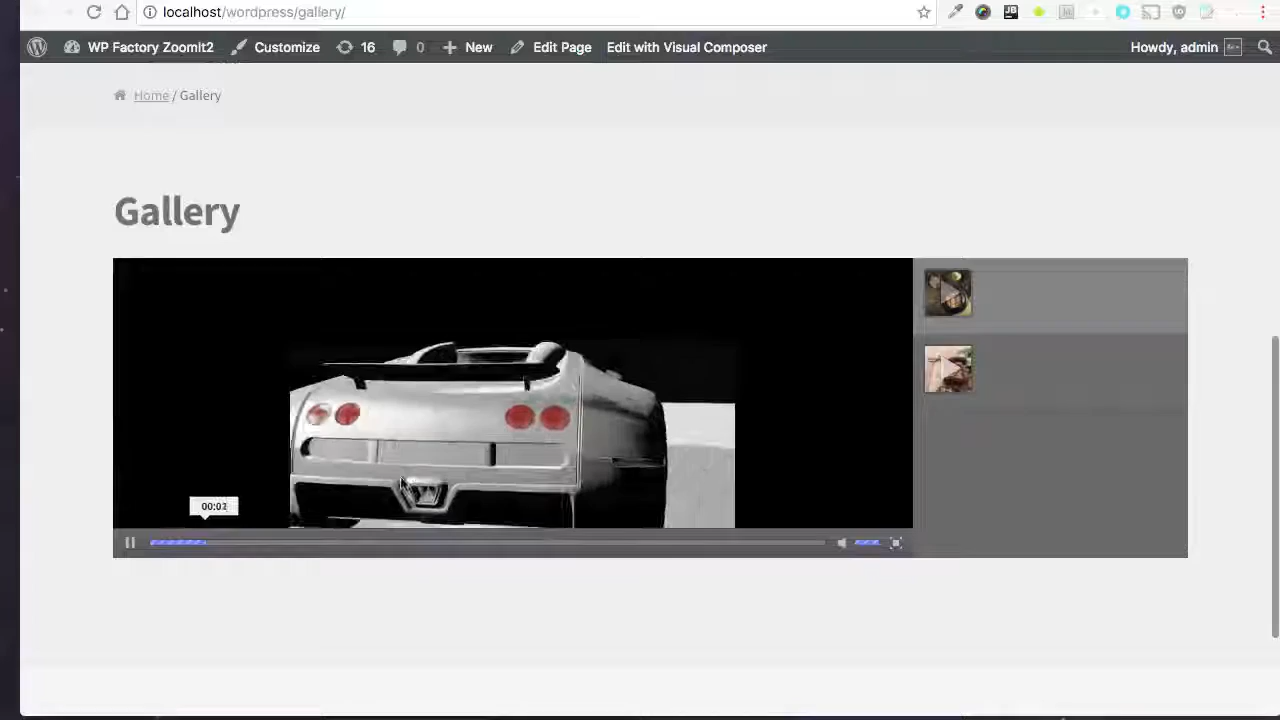 localhost/wordpress/gallery/
WP Factory ZoomIt2 Customize 16 0 New Edit Page Edit with Visual Composer Howdy, admin
Home / Gallery
Gallery